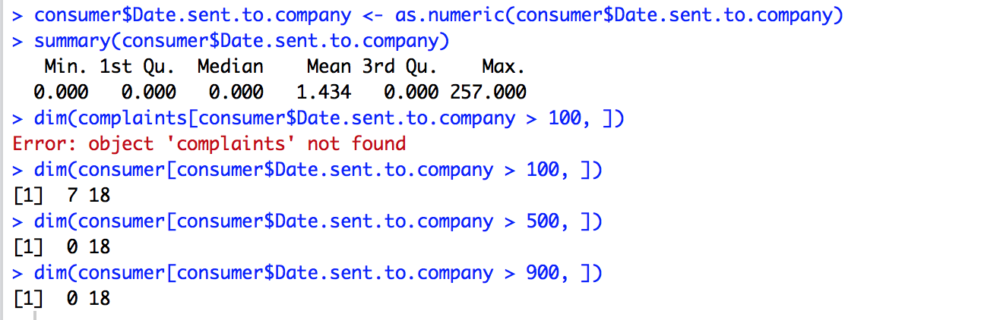 > consumer$Date.sent.to.company <- as.numeric(consumer$Date.sent.to.company)
> summary(consumer$Date.sent.to.company)
   Min. 1st Qu.  Median    Mean 3rd Qu.    Max.
  0.000   0.000   0.000   1.434   0.000 257.000
> dim(complaints[consumer$Date.sent.to.company > 100, ])
Error: object 'complaints' not found
> dim(consumer[consumer$Date.sent.to.company > 100, ])
[1]  7 18
> dim(consumer[consumer$Date.sent.to.company > 500, ])
[1]  0 18
> dim(consumer[consumer$Date.sent.to.company > 900, ])
[1]  0 18